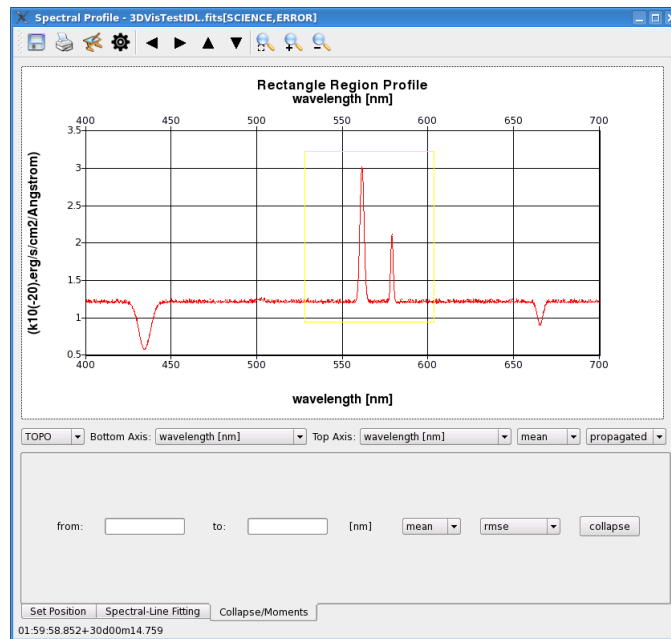 Spectral Profile - 3DVisTestIDL.fits[SCIENCE,ERROR]
Rectangle Region Profile
wavelength [nm]
400 450 500 550 600 650 700
3.5
3
2.5
2
1.5
1
0.5
(k10(-20).erg/s/cm2/Angstrom)
400 450 500 550 600 650 700
wavelength [nm]
TOPO Bottom Axis: wavelength [nm] Top Axis: wavelength [nm] mean propagated
from: to: [nm] mean rmse collapse
Set Position Spectral-Line Fitting Collapse/Moments
01:59:58.852+30d00m14.759